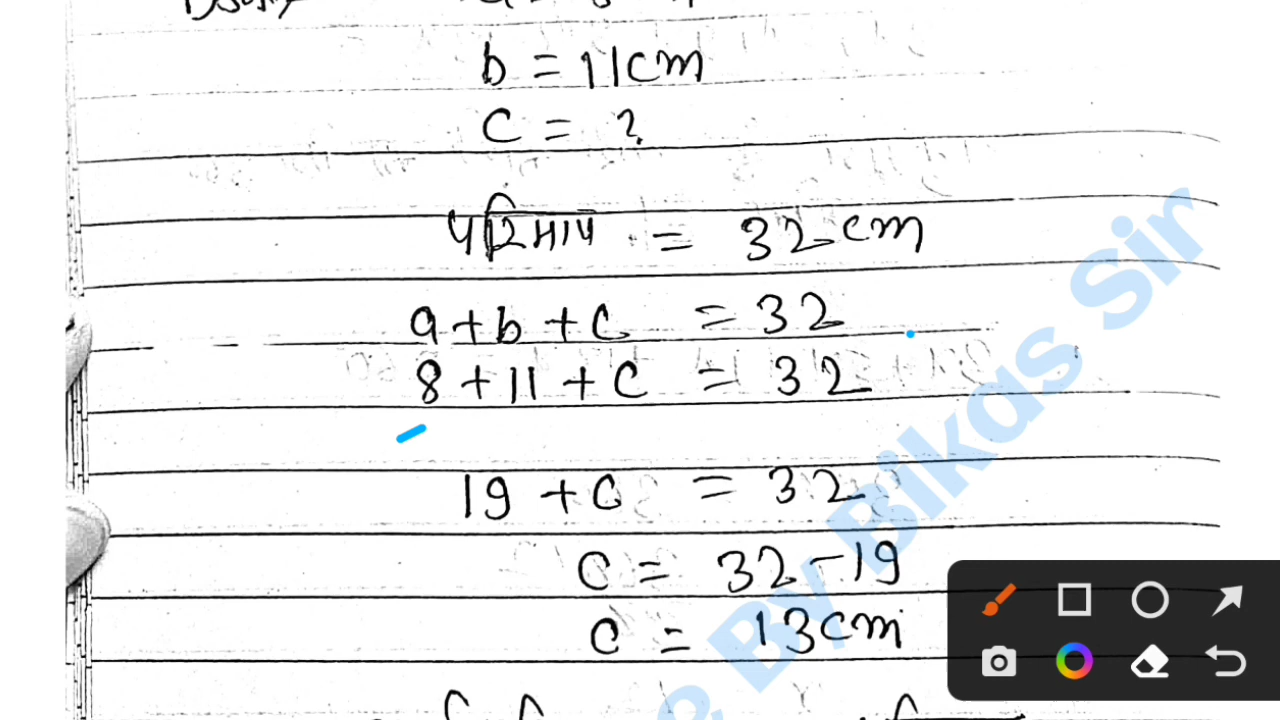 b = 11cm
c = ?
परिमाप = 32cm
a + b + c = 32
8 + 11 + c = 32
19 + c = 32
c = 32 - 19
c = 13cm
By Bikas Sir